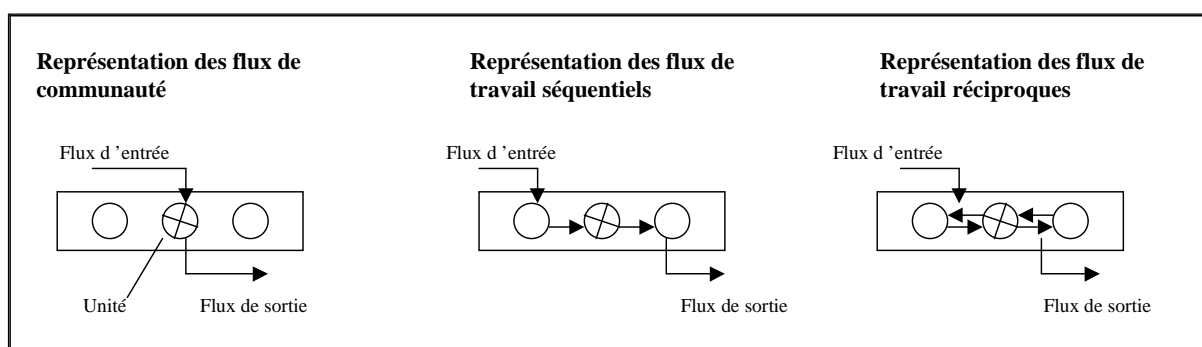 Représentation des flux de
communauté
Flux d 'entrée
Unité
Flux de sortie
Représentation des flux de
travail séquentiels
Flux d 'entrée
Flux de sortie
Représentation des flux de
travail réciproques
Flux d 'entrée
Flux de sortie